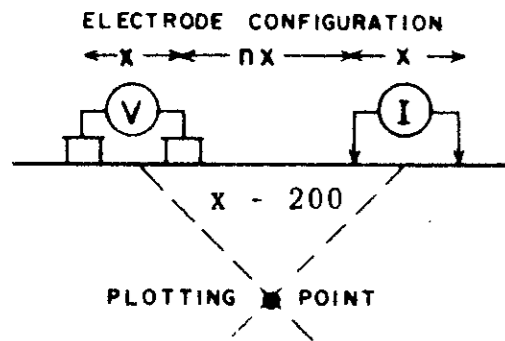 ELECTRODE CONFIGURATION
x nx x
V I
x - 200
PLOTTING POINT